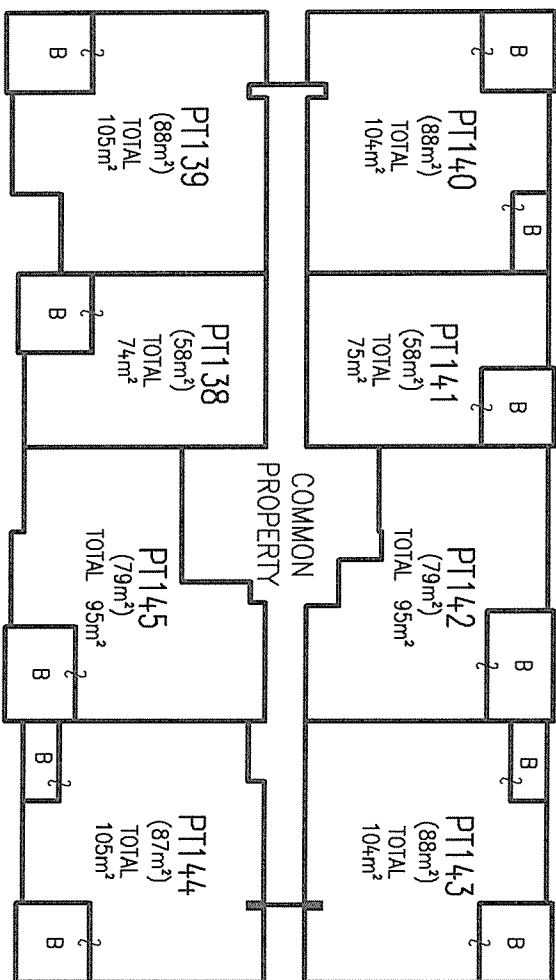 B
B
B
B
B
B
PT140
(88m²)
TOTAL
104m²
PT141
(58m²)
TOTAL
75m²
PT142
(79m²)
TOTAL 95m²
PT143
(88m²)
TOTAL
104m²
COMMON
PROPERTY
PT139
(88m²)
TOTAL
105m²
PT138
(58m²)
TOTAL
74m²
PT145
(79m²)
TOTAL 95m²
PT144
(87m²)
TOTAL
105m²
B
B
B
B
B